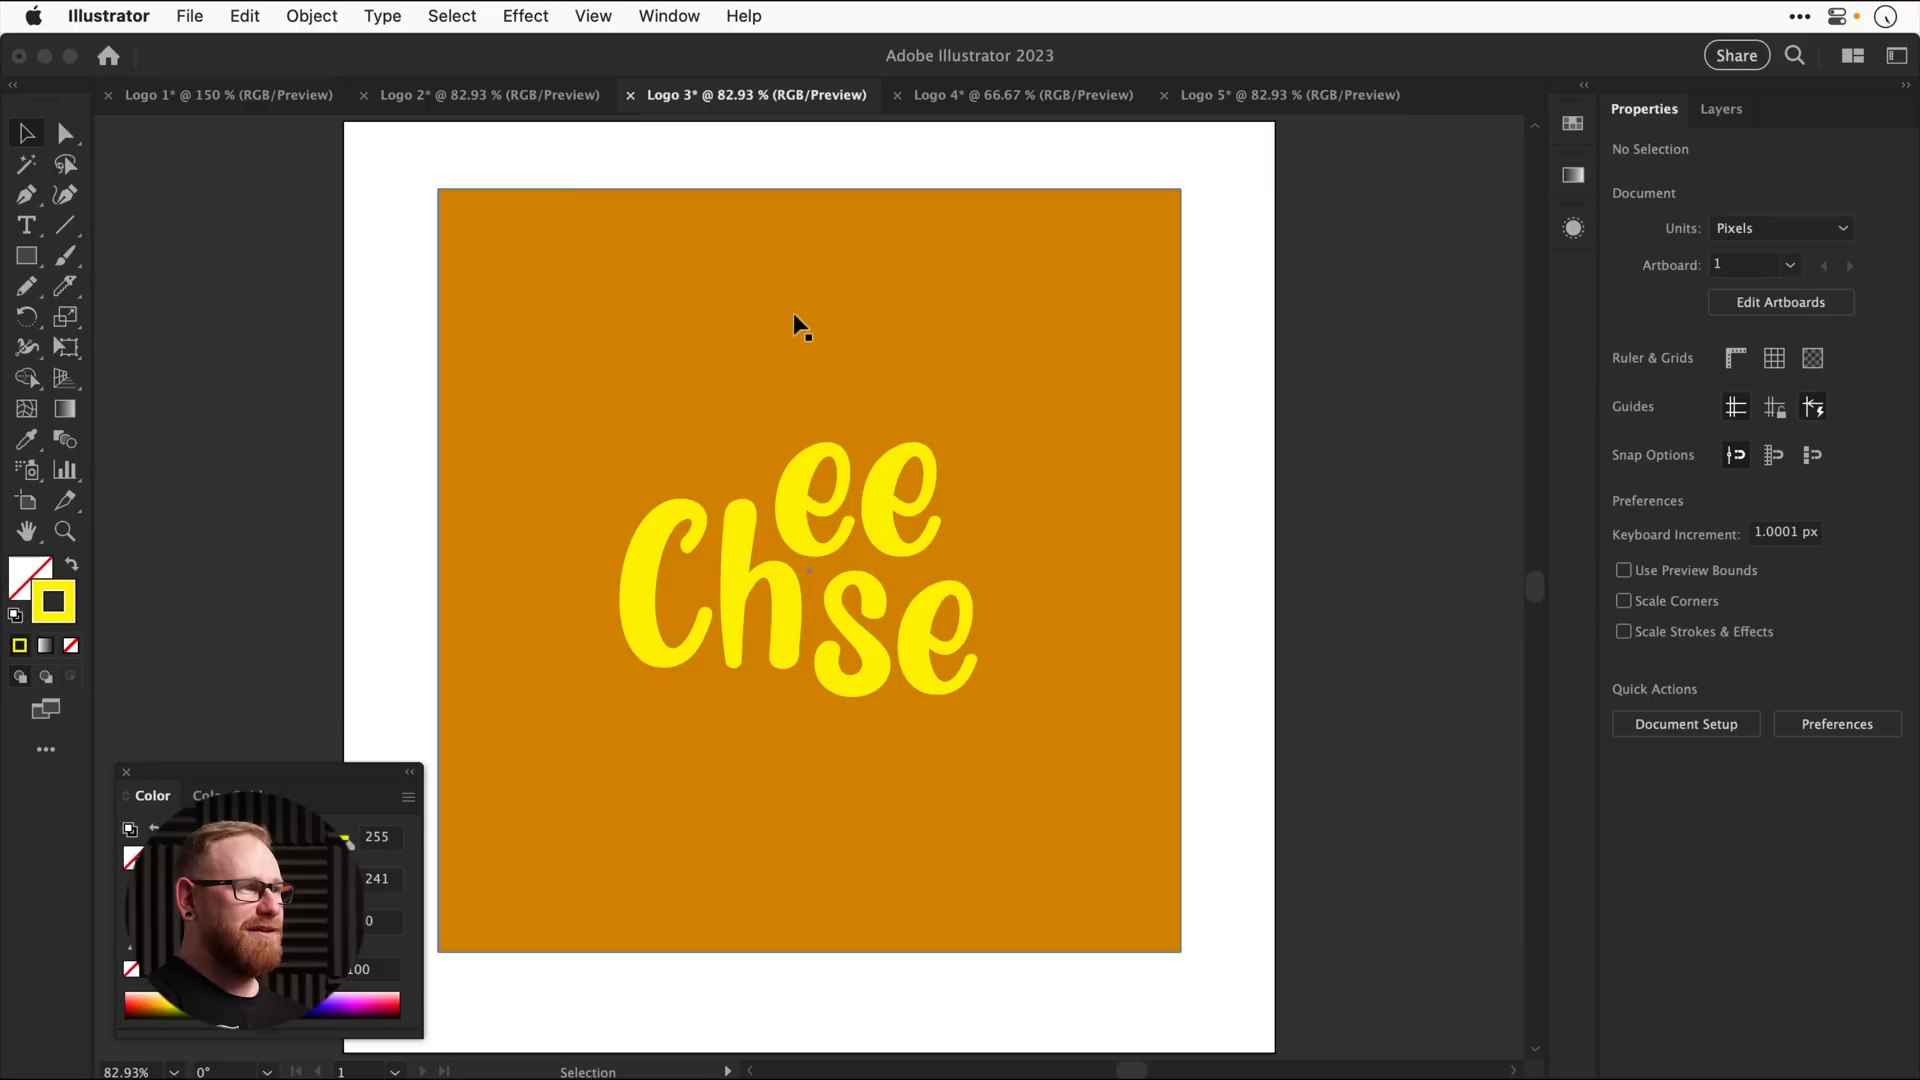 Illustrator File Edit Object Type Select Effect View Window Help
Adobe Illustrator 2023
Share
Logo 1* @ 150 % (RGB/Preview)
Logo 2* @ 82.93 % (RGB/Preview)
Logo 3* @ 82.93 % (RGB/Preview)
Logo 4* @ 66.67 % (RGB/Preview)
Logo 5* @ 82.93 % (RGB/Preview)
Properties
Layers
No Selection
Document
Units: Pixels
Artboard: 1
Edit Artboards
Ruler & Grids
Guides
Snap Options
Preferences
Keyboard Increment: 1.0001 px
Use Preview Bounds
Scale Corners
Scale Strokes & Effects
Quick Actions
Document Setup
Preferences
ee
Ch
se
Color
255
241
0
82.93%
0°
1
Selection